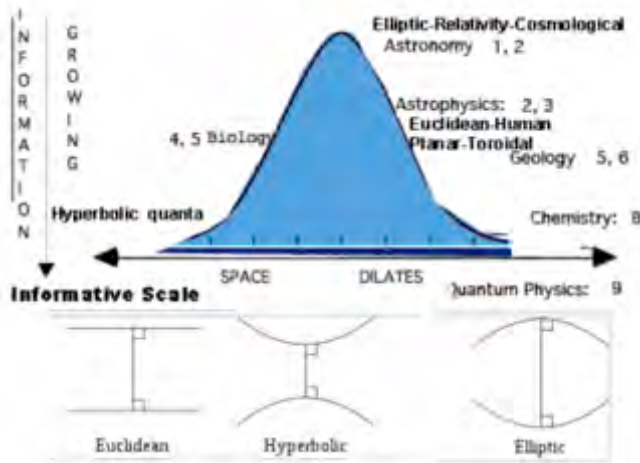 INFORMATION
GROWING
Elliptic-Relativity-Cosmological
Astronomy 1, 2
Astrophysics: 2, 3
Euclidean-Human
4, 5 Biology
Planar-Toroidal
Geology 5, 6
Hyperbolic quanta
Chemistry: 8
SPACE DILATES
Informative Scale
Quantum Physics: 9
Euclidean
Hyperbolic
Elliptic